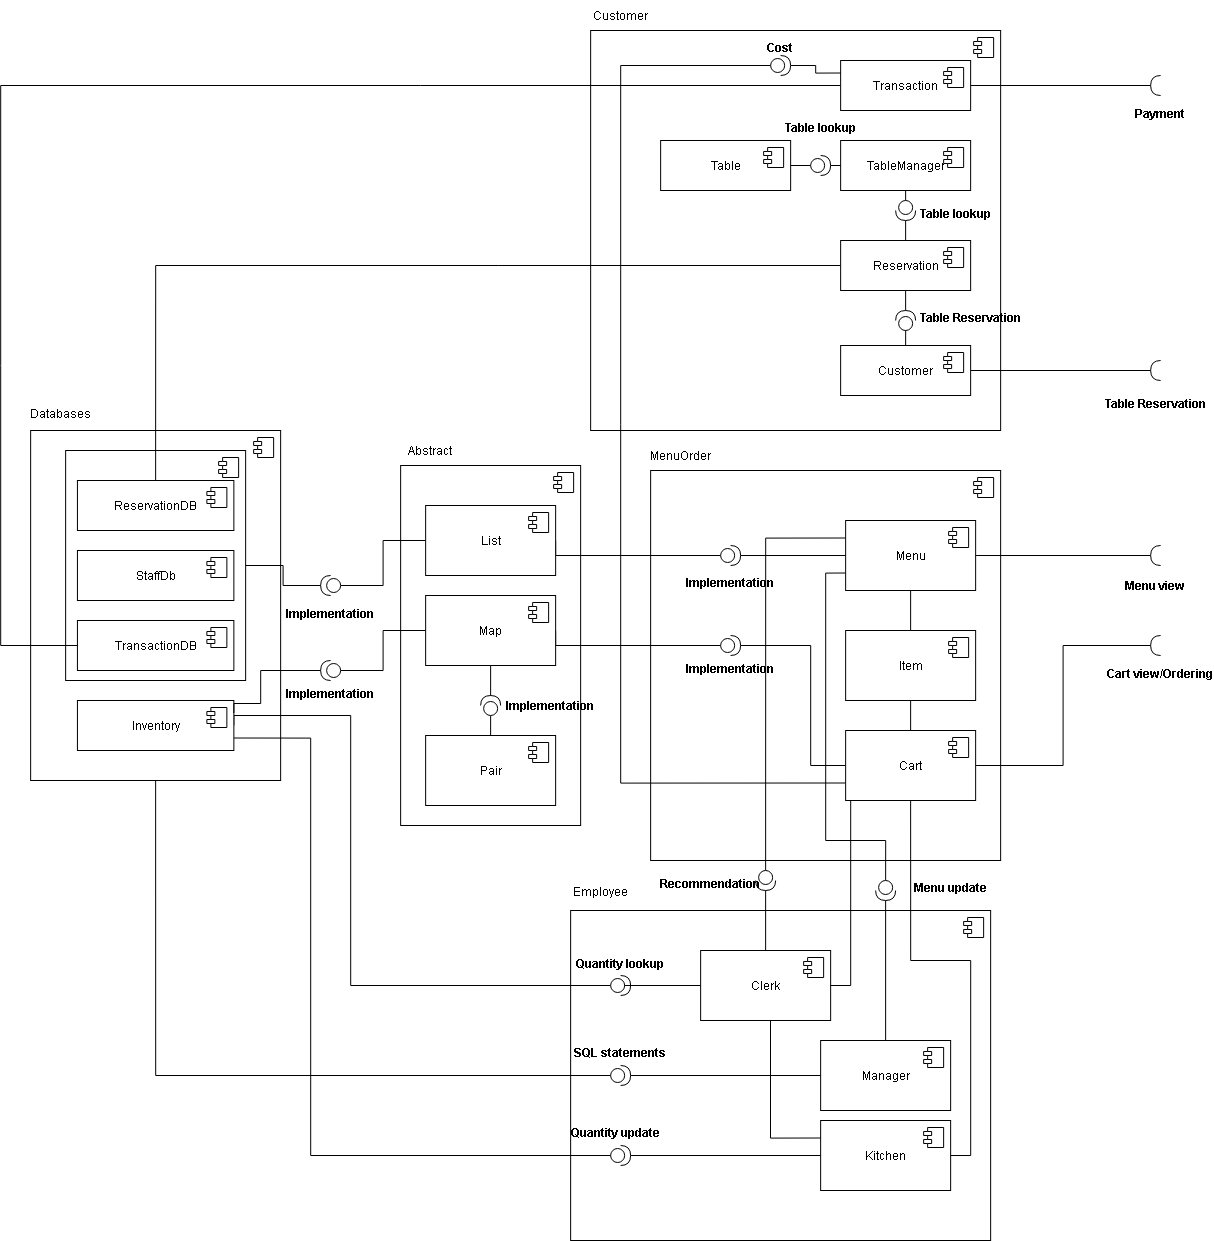 Customer
Cost
Transaction
Payment
Table lookup
Table
TableManager
Table lookup
Reservation
Table Reservation
Customer
Table Reservation
Databases
ReservationDB
StaffDb
TransactionDB
Inventory
Implementation
Implementation
Abstract
List
Map
Implementation
Pair
MenuOrder
Implementation
Menu
Menu view
Implementation
Item
Cart view/Ordering
Cart
Recommendation
Menu update
Employee
Quantity lookup
Clerk
SQL statements
Manager
Quantity update
Kitchen